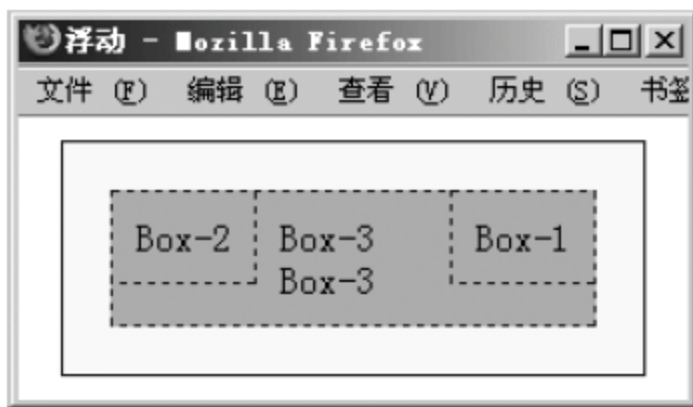 浮动 - Mozilla Firefox
文件 (F) 编辑 (E) 查看 (V) 历史 (S) 书签
Box-2 Box-3 Box-1
Box-3